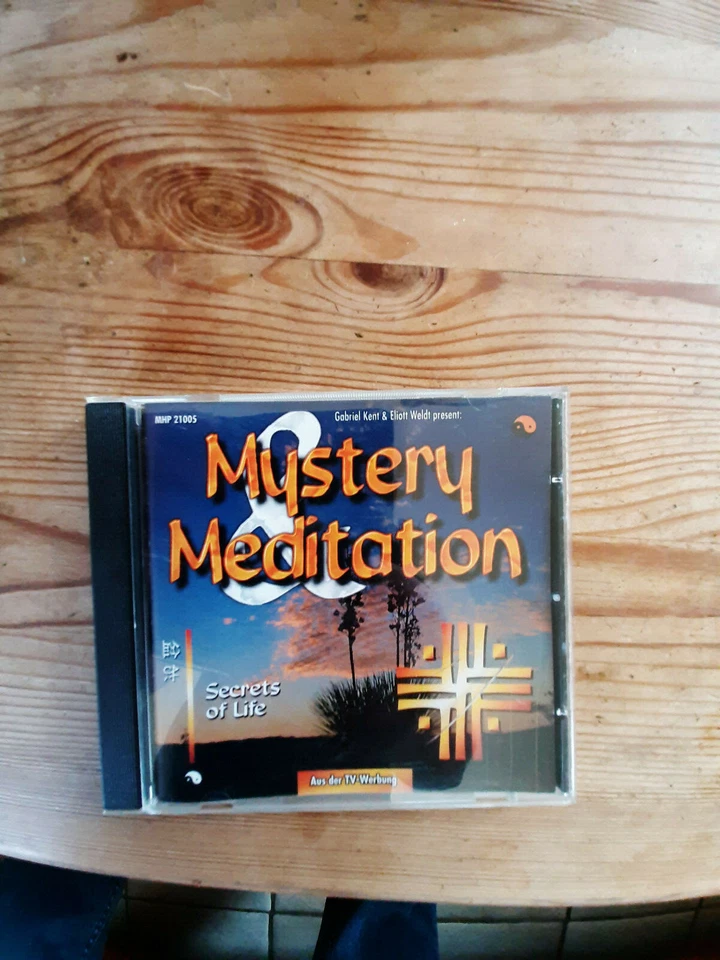 MHP 21005
Gabriel Kent & Eliott Weldt present:
Mystery
&
Meditation
Secrets
of Life
Aus der TV-Werbung